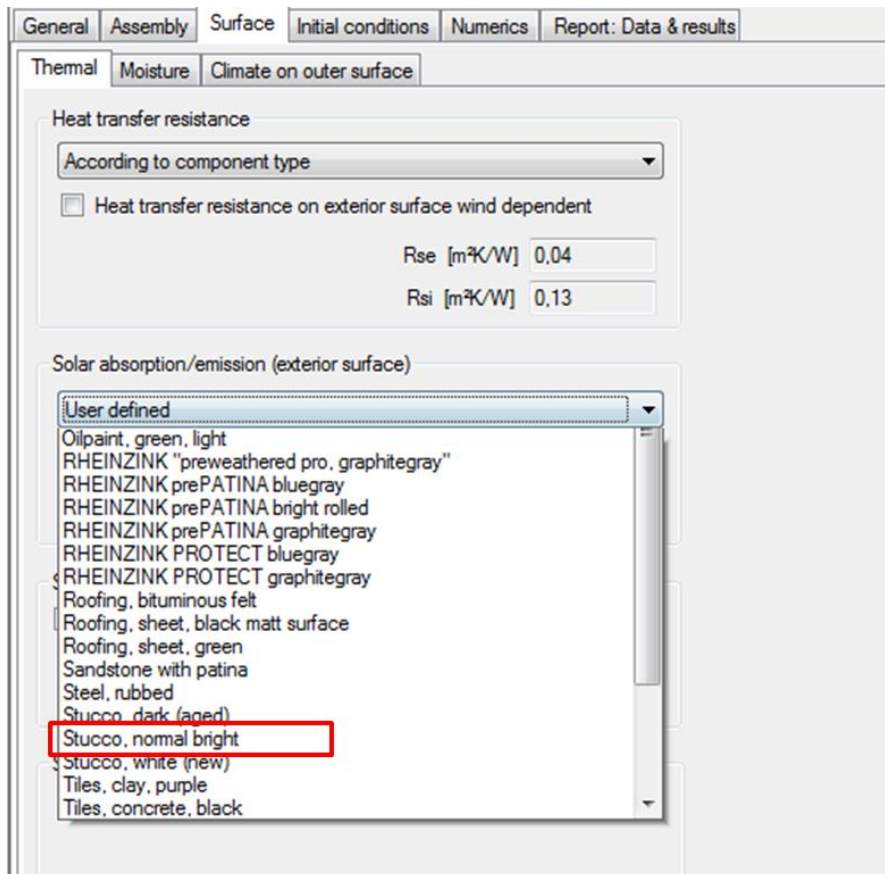 General Assembly Surface Initial conditions Numerics Report: Data & results
Thermal Moisture Climate on outer surface
Heat transfer resistance
According to component type
Heat transfer resistance on exterior surface wind dependent
Rse [m²K/W] 0,04
Rsi [m²K/W] 0,13
Solar absorption/emission (exterior surface)
User defined
Oilpaint, green, light
RHEINZINK "preweathered pro, graphitegray"
RHEINZINK prePATINA bluegray
RHEINZINK prePATINA bright rolled
RHEINZINK prePATINA graphitegray
RHEINZINK PROTECT bluegray
RHEINZINK PROTECT graphitegray
Roofing, bituminous felt
Roofing, sheet, black matt surface
Roofing, sheet, green
Sandstone with patina
Steel, rubbed
Stucco, dark (aged)
Stucco, normal bright
Stucco, white (new)
Tiles, clay, purple
Tiles, concrete, black